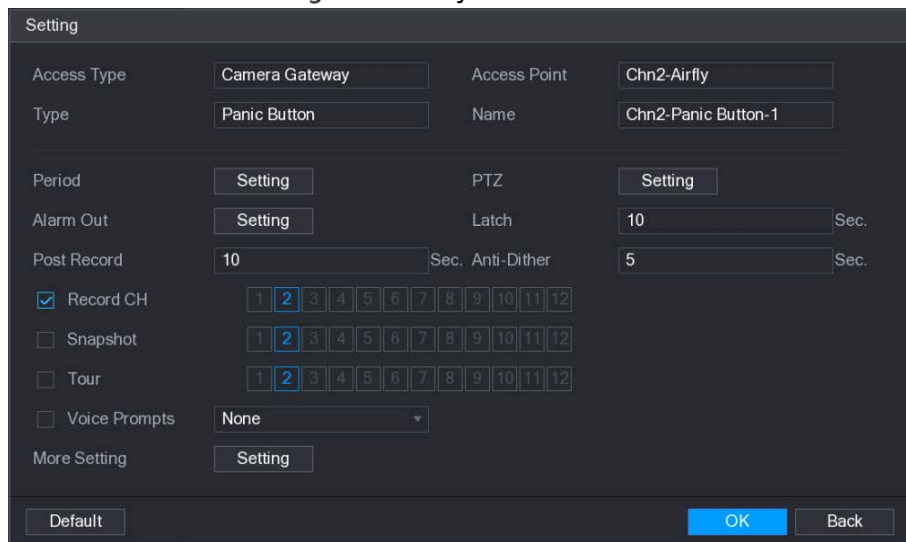 Setting
Access Type Camera Gateway Access Point Chn2-Airfly
Type Panic Button Name Chn2-Panic Button-1
Period Setting PTZ Setting
Alarm Out Setting Latch 10 Sec.
Post Record 10 Sec. Anti-Dither 5 Sec.
Record CH 1 2 3 4 5 6 7 8 9 10 11 12
Snapshot 1 2 3 4 5 6 7 8 9 10 11 12
Tour 1 2 3 4 5 6 7 8 9 10 11 12
Voice Prompts None
More Setting Setting
Default OK Back